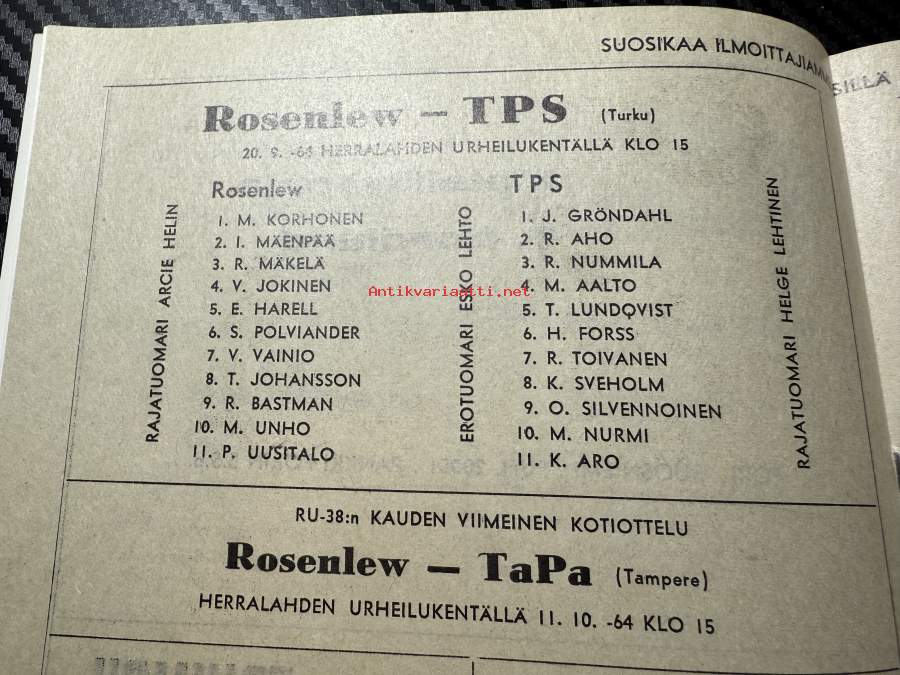 SUOSIKAA ILMOITTAJIAMME
SILLÄ
Rosenlew — TPS (Turku)
20. 9. -64 HERRALAHDEN URHEILUKENTÄLLÄ KLO 15
RAJATUOMARI ARCIE HELIN
Rosenlew
1. M. KORHONEN
2. I. MÄENPÄÄ
3. R. MÄKELÄ
4. V. JOKINEN
5. E. HARELL
6. S. POLVIANDER
7. V. VAINIO
8. T. JOHANSSON
9. R. BASTMAN
10. M. UNHO
11. P. UUSITALO
EROTUOMARI ESKO LEHTO
TPS
1. J. GRÖNDAHL
2. R. AHO
3. R. NUMMILA
4. M. AALTO
5. T. LUNDQVIST
6. H. FORSS
7. R. TOIVANEN
8. K. SVEHOLM
9. O. SILVENNOINEN
10. M. NURMI
11. K. ARO
RAJATUOMARI HELGE LEHTINEN
Antikvariaatti.net
RU-38:n KAUDEN VIIMEINEN KOTIOTTELU
Rosenlew — TaPa (Tampere)
HERRALAHDEN URHEILUKENTÄLLÄ 11. 10. -64 KLO 15